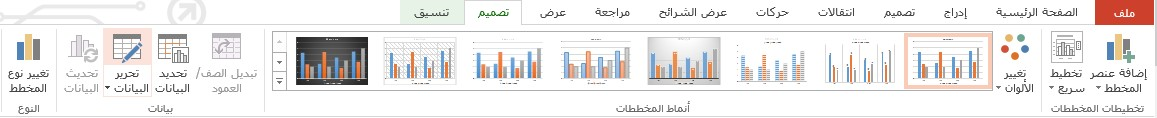 ملف الصفحة الرئيسية إدراج تصميم انتقالات حركات عرض الشرائح مراجعة عرض تصميم تنسيق
إضافة عنصر المخطط
تخطيط سريع
تغيير الألوان
تبديل الصف/ العمود
تحديد البيانات
تحرير البيانات
تحديث البيانات
تغيير نوع المخطط
تخطيطات المخططات
أنماط المخططات
بيانات
النوع